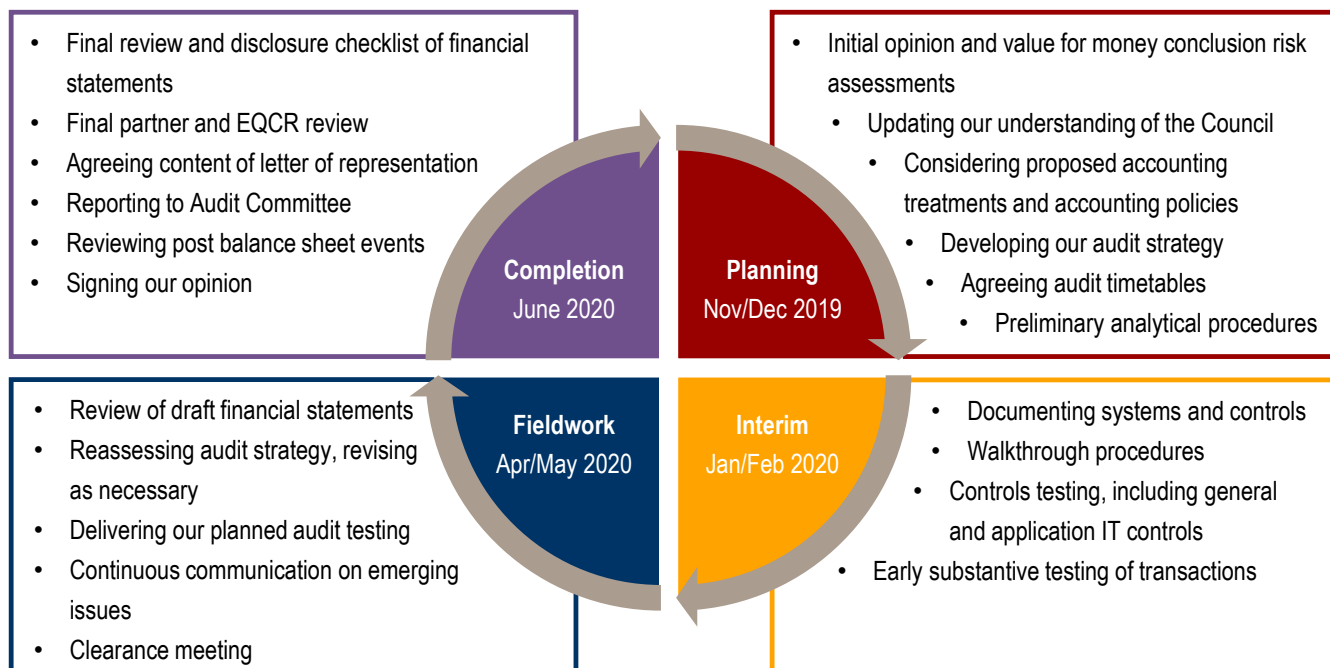 • Final review and disclosure checklist of financial
statements
• Final partner and EQCR review
• Agreeing content of letter of representation
• Reporting to Audit Committee
• Reviewing post balance sheet events
• Signing our opinion
Completion
June 2020
• Initial opinion and value for money conclusion risk
assessments
• Updating our understanding of the Council
• Considering proposed accounting
treatments and accounting policies
• Developing our audit strategy
• Agreeing audit timetables
• Preliminary analytical procedures
Planning
Nov/Dec 2019
• Review of draft financial statements
• Reassessing audit strategy, revising
as necessary
• Delivering our planned audit testing
• Continuous communication on emerging
issues
• Clearance meeting
Fieldwork
Apr/May 2020
Interim
Jan/Feb 2020
• Documenting systems and controls
• Walkthrough procedures
• Controls testing, including general
and application IT controls
• Early substantive testing of transactions